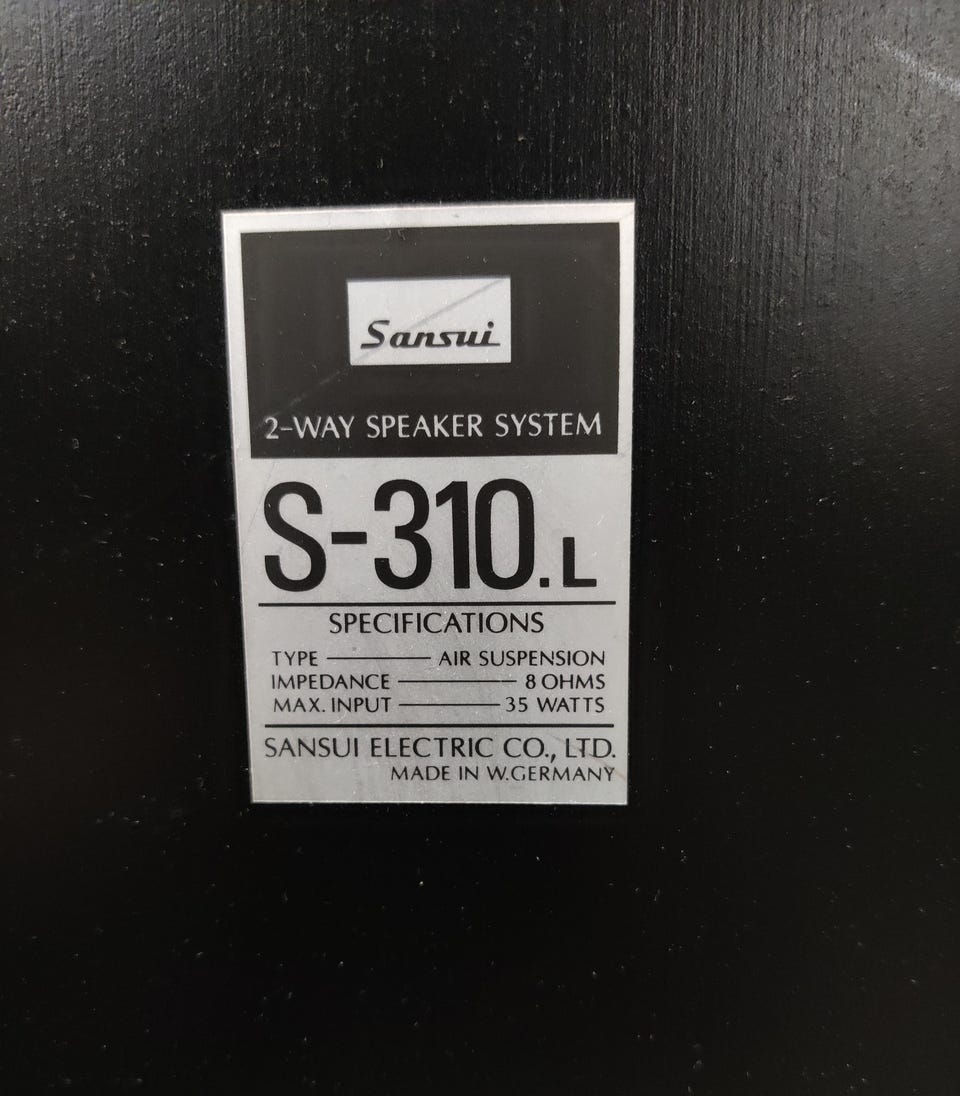 Sansui
2-WAY SPEAKER SYSTEM
S-310.L
SPECIFICATIONS
TYPE AIR SUSPENSION
IMPEDANCE 8 OHMS
MAX. INPUT 35 WATTS
SANSUI ELECTRIC CO., LTD.
MADE IN W.GERMANY